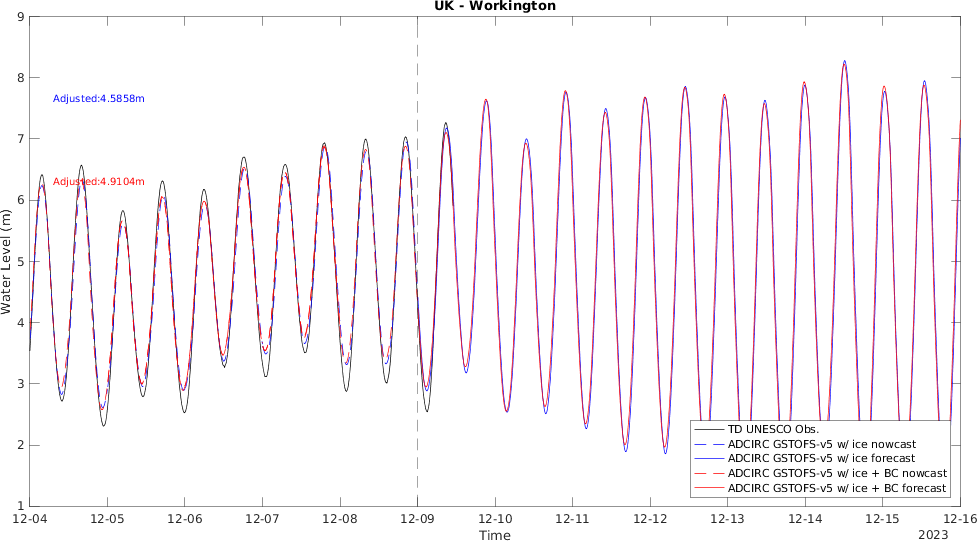 UK - Workington
9
8
7
6
5
4
3
2
1
Water Level (m)
Adjusted:4.5858m
Adjusted:4.9104m
TD UNESCO Obs.
ADCIRC GSTOFS-v5 w/ ice nowcast
ADCIRC GSTOFS-v5 w/ ice forecast
ADCIRC GSTOFS-v5 w/ ice + BC nowcast
ADCIRC GSTOFS-v5 w/ ice + BC forecast
12-04 12-05 12-06 12-07 12-08 12-09 12-10 12-11 12-12 12-13 12-14 12-15 12-16
Time
2023